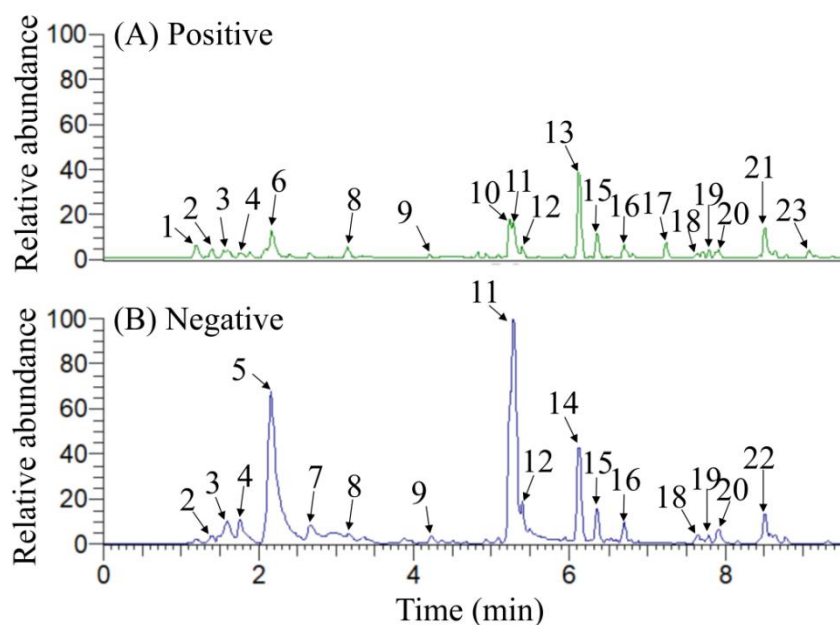 (A) Positive
Relative abundance
100
80
60
40
20
0
1 2 3 4 6 8 9 10 11 12 13 15 16 17 18 19 20 21 23
(B) Negative
Relative abundance
100
80
60
40
20
0
2 3 4 5 7 8 9 11 12 14 15 16 18 19 20 22
0 2 4 6 8
Time (min)